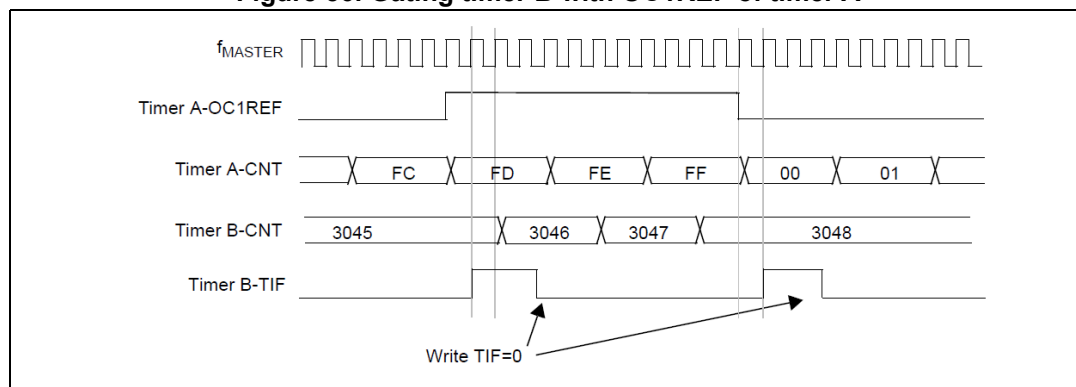 Figure 53. Gating timer B with OC1REF of timer A
fMASTER
Timer A-OC1REF
Timer A-CNT
FC
FD
FE
FF
00
01
Timer B-CNT
3045
3046
3047
3048
Timer B-TIF
Write TIF=0